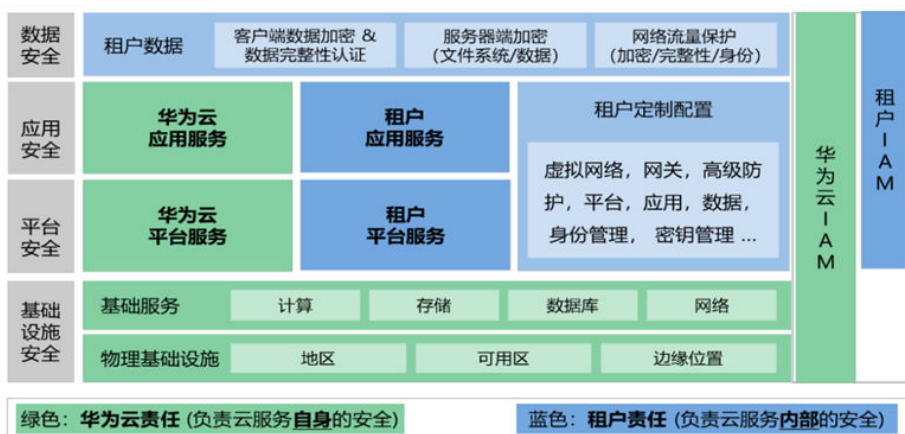 数据
安全
租户数据
客户端数据加密 &
数据完整性认证
服务器端加密
(文件系统/数据)
网络流量保护
(加密/完整性/身份)
应用
安全
华为云
应用服务
租户
应用服务
租户定制配置
虚拟网络，网关，高级防
护，平台，应用，数据，
身份管理， 密钥管理 ...
平台
安全
华为云
平台服务
租户
平台服务
基础
设施
安全
基础服务
计算
存储
数据库
网络
物理基础设施
地区
可用区
边缘位置
华为云IAM
租户IAM
绿色：华为云责任 (负责云服务自身的安全)
蓝色：租户责任 (负责云服务内部的安全)